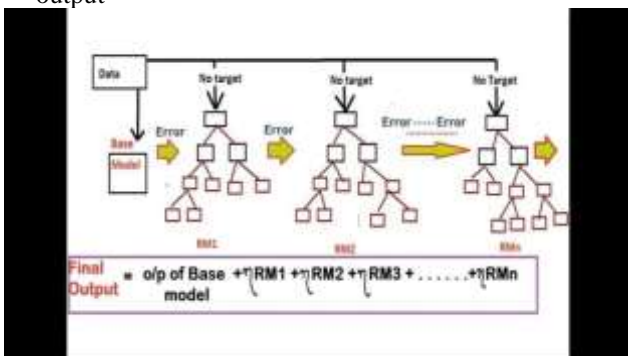 output
Data
No target
No target
No Target
Error
Error
Error ----- Error
Base
Model
RM1
RM2
RMn
Final
Output
= o/p of Base +ηRM1 +ηRM2 +ηRM3 + . . . . . . +ηRMn
model